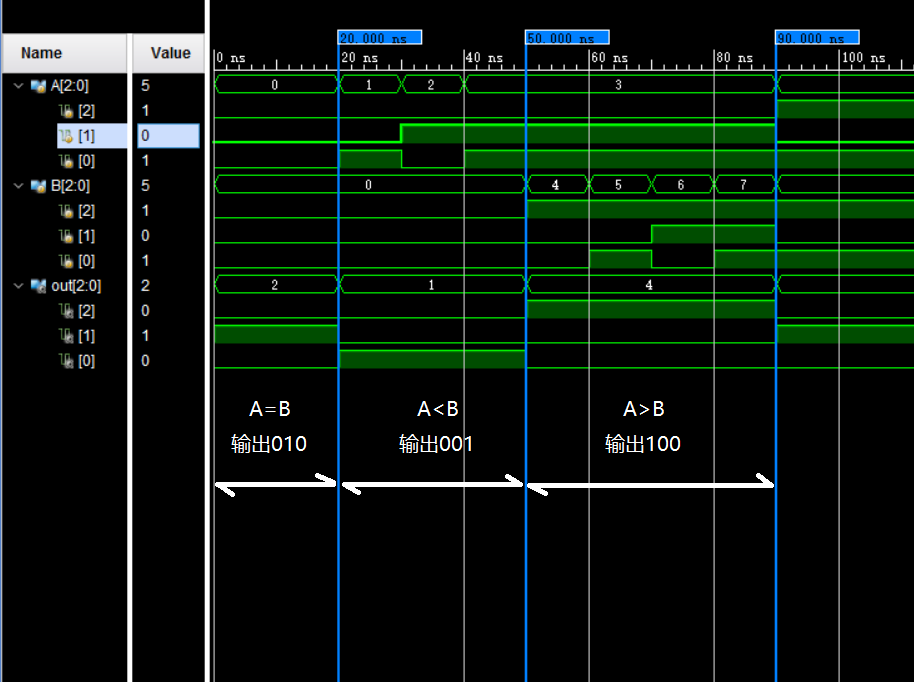 20.000 ns 50.000 ns 90.000 ns
Name Value 0 ns 20 ns 40 ns 60 ns 80 ns 100 ns
A[2:0] 5 0 1 2 3
[2] 1
[1] 0
[0] 1
B[2:0] 5 0 4 5 6 7
[2] 1
[1] 0
[0] 1
out[2:0] 2 2 1 4
[2] 0
[1] 1
[0] 0
A=B A<B A>B
输出010 输出001 输出100